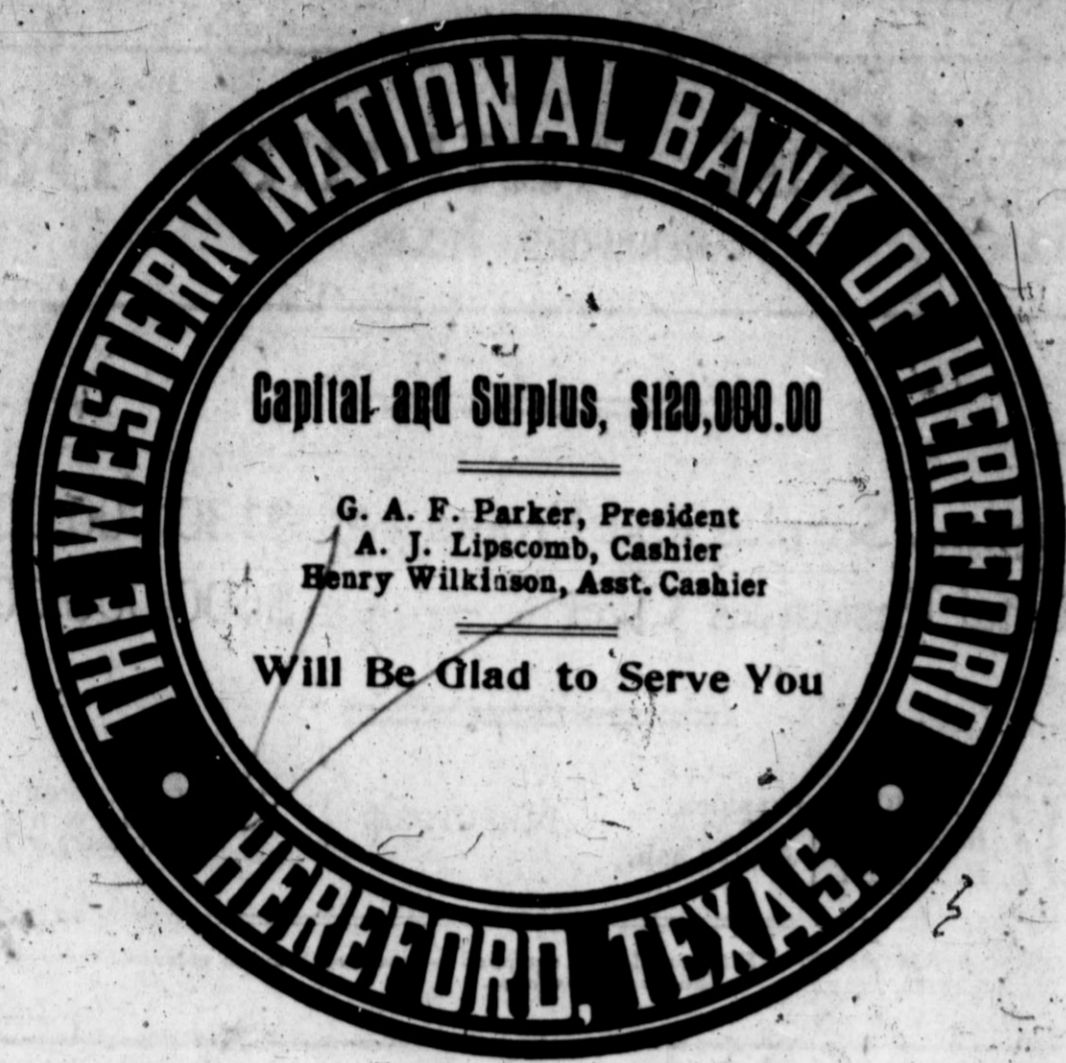 THE WESTERN NATIONAL BANK OF HEREFORD
Capital and Surplus, $120,000.00
G. A. F. Parker, President
A. J. Lipscomb, Cashier
Henry Wilkinson, Asst. Cashier
Will Be Glad to Serve You
HEREFORD, TEXAS.